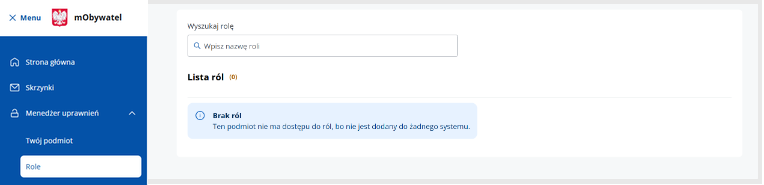 Menu
mObywatel
Strona główna
Skrzynki
Menedżer uprawnień
Twój podmiot
Role
Wyszukaj rolę
Wpisz nazwę roli
Lista ról (0)
Brak ról
Ten podmiot nie ma dostępu do ról, bo nie jest dodany do żadnego systemu.